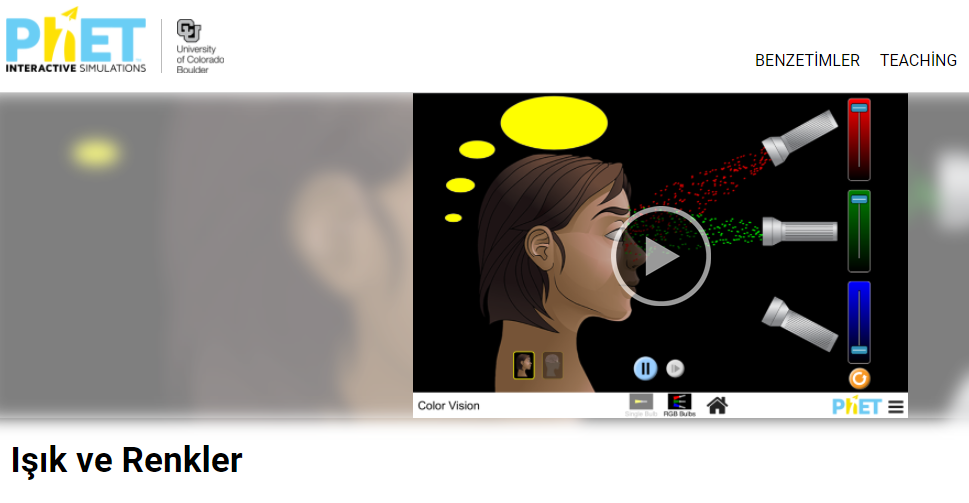 PhET
INTERACTIVE SIMULATIONS
CU
University
of Colorado
Boulder
BENZETİMLER TEACHİNG
Color Vision
Single Bulb RGB Bulbs
PhET
Işık ve Renkler